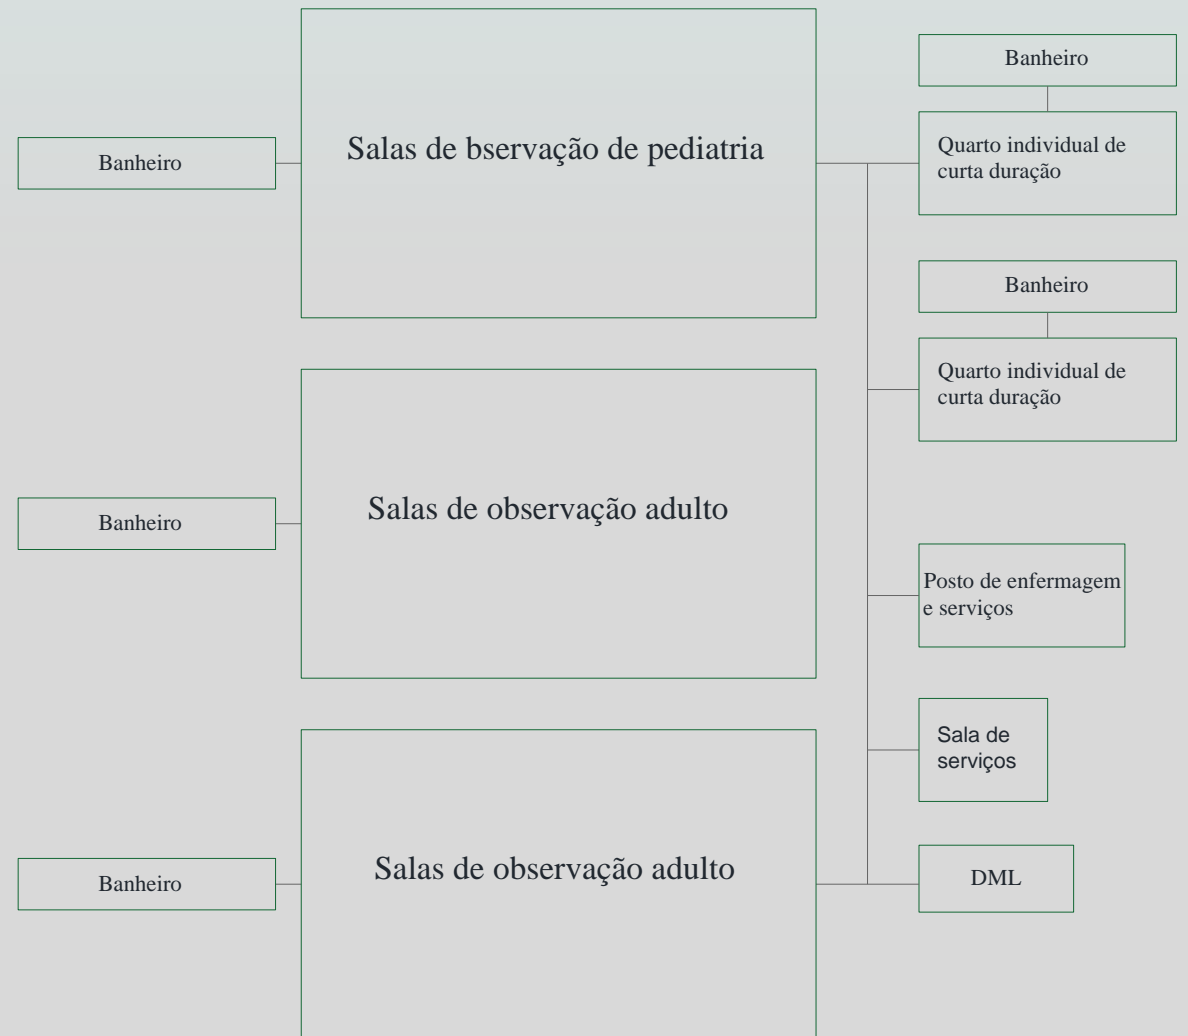 Banheiro
Salas de bservação de pediatria
Banheiro
Quarto individual de
curta duração
Banheiro
Quarto individual de
curta duração
Banheiro
Salas de observação adulto
Posto de enfermagem
e serviços
Sala de
serviços
Banheiro
Salas de observação adulto
DML